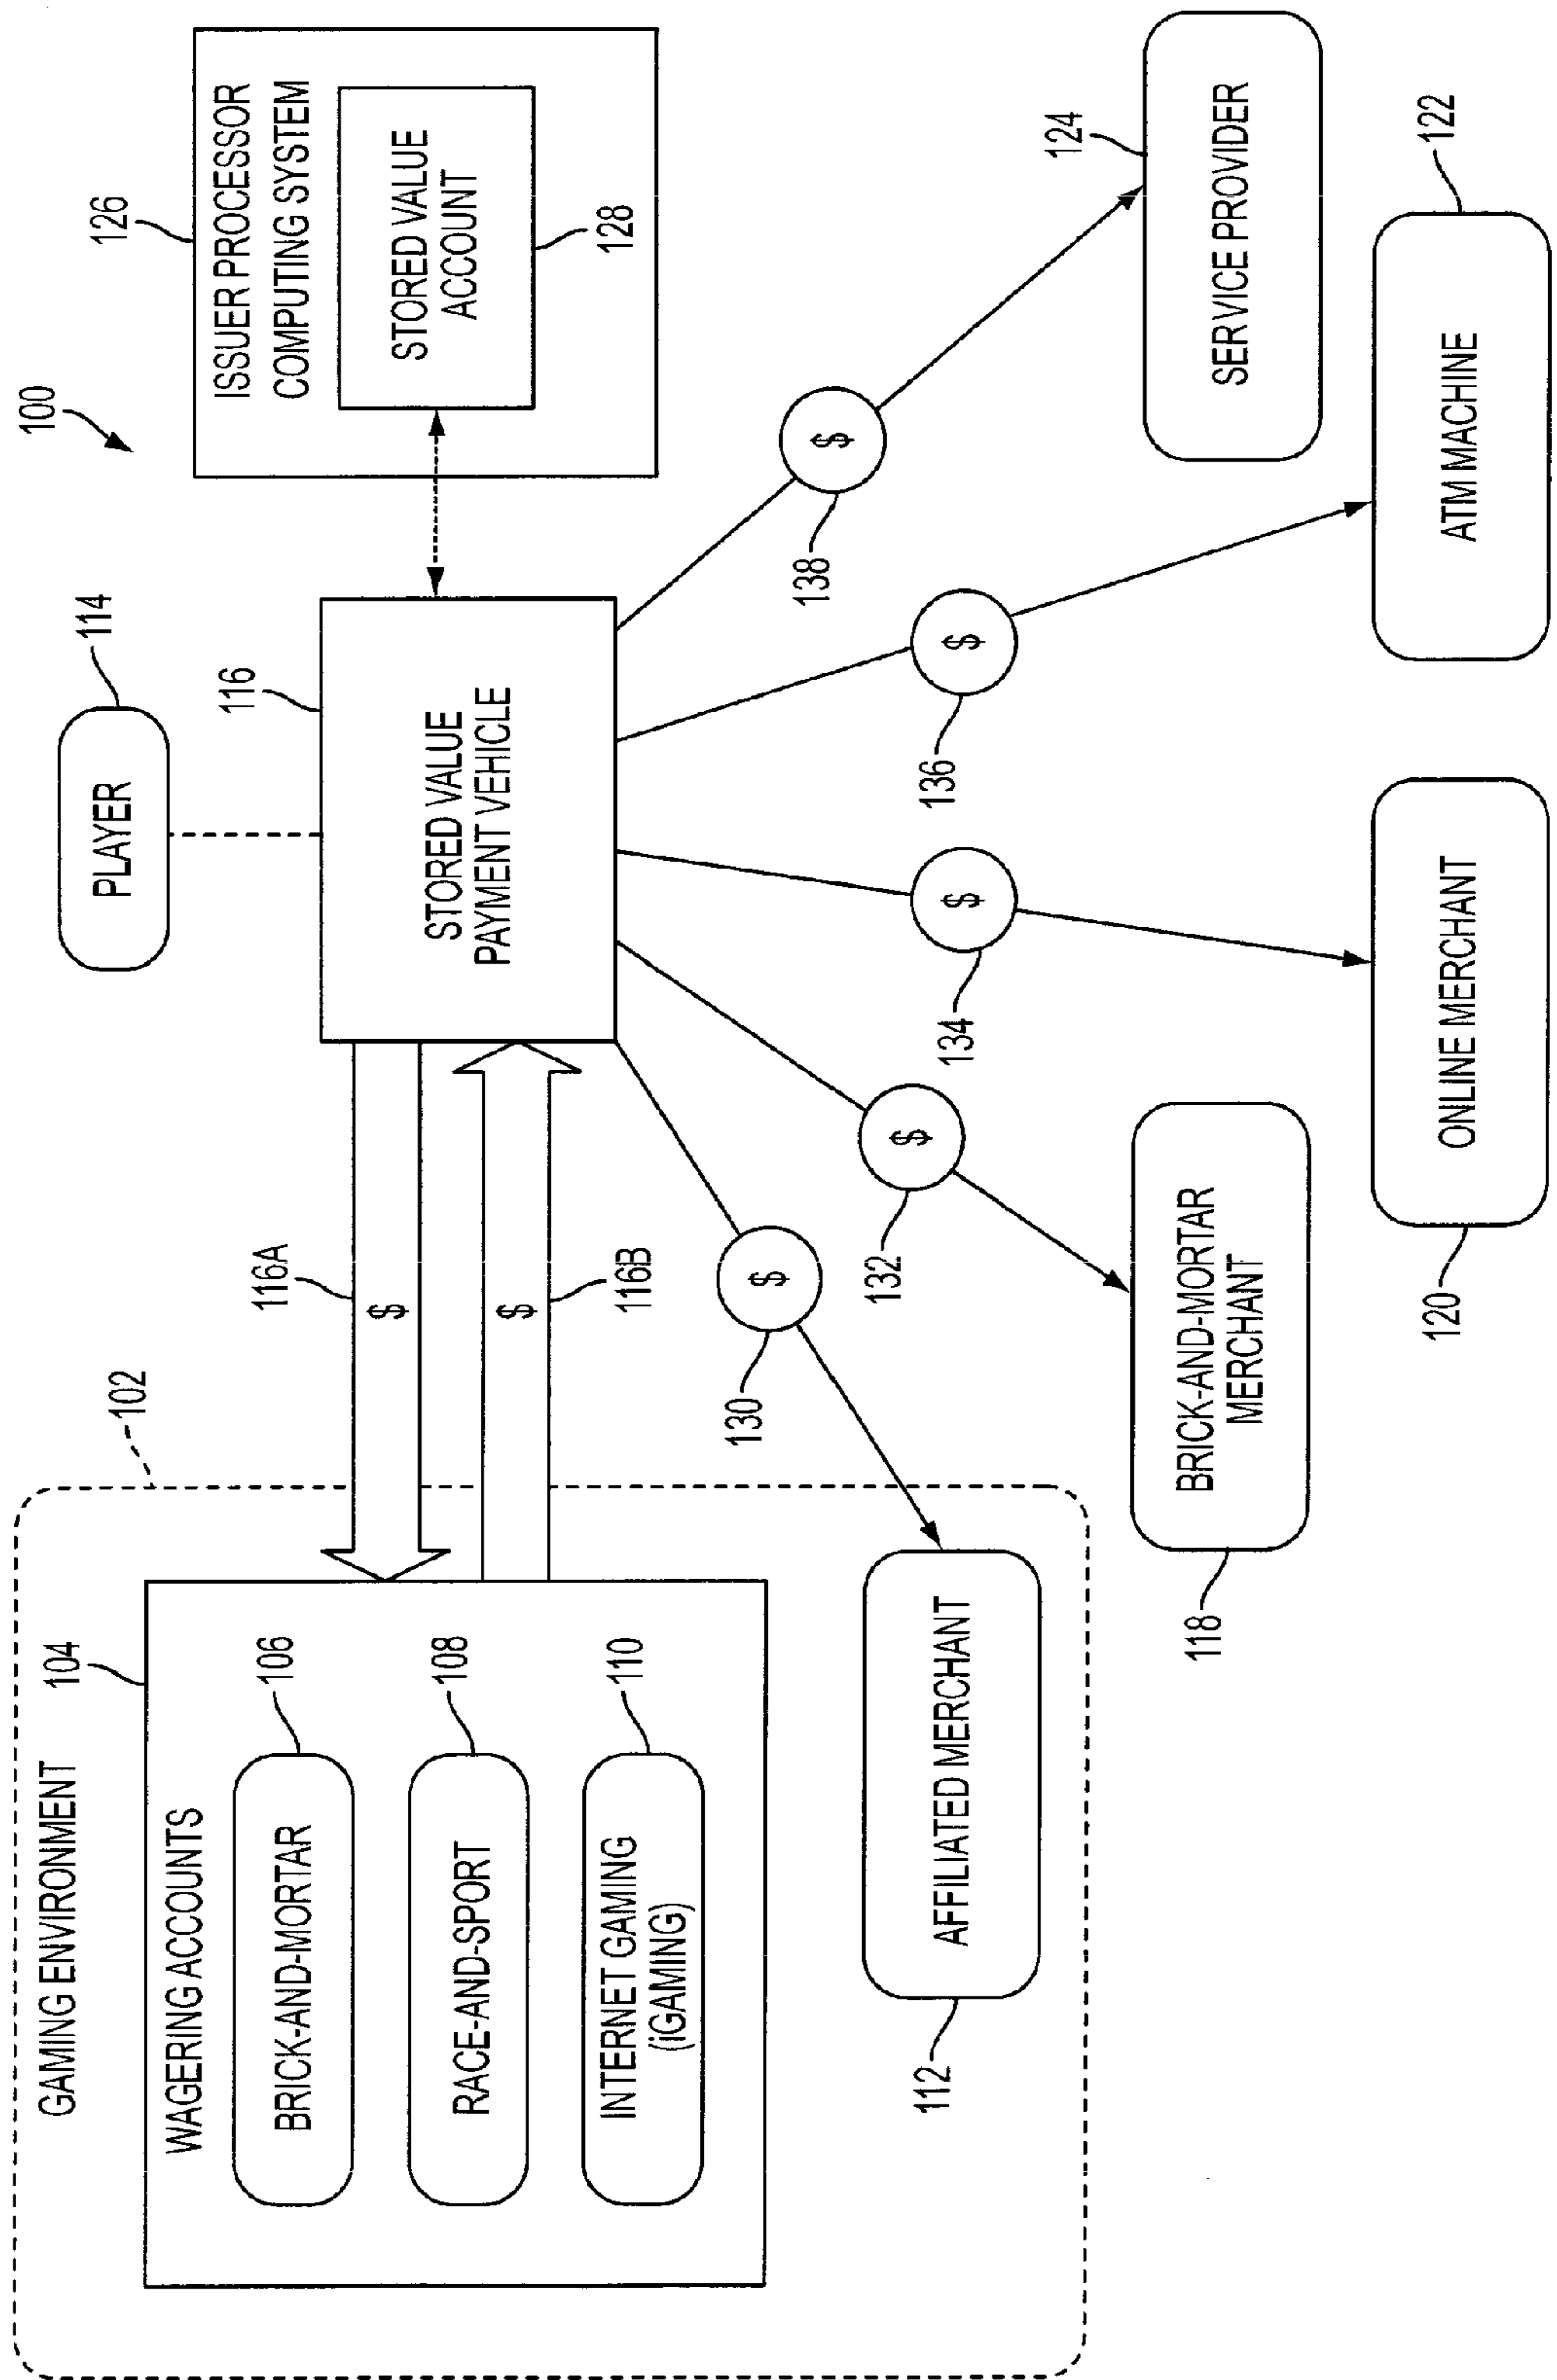 100
GAMING ENVIRONMENT
102
104
WAGERING ACCOUNTS
106
BRICK-AND-MORTAR
108
RACE-AND-SPORT
110
INTERNET GAMING
(iGAMING)
112
AFFILIATED MERCHANT
116A
$
$
116B
114
PLAYER
116
STORED VALUE
PAYMENT VEHICLE
126
ISSUER PROCESSOR
COMPUTING SYSTEM
STORED VALUE
ACCOUNT
128
$
130
$
132
$
134
$
136
$
138
BRICK-AND-MORTAR
MERCHANT
118
ONLINE MERCHANT
120
ATM MACHINE
122
SERVICE PROVIDER
124